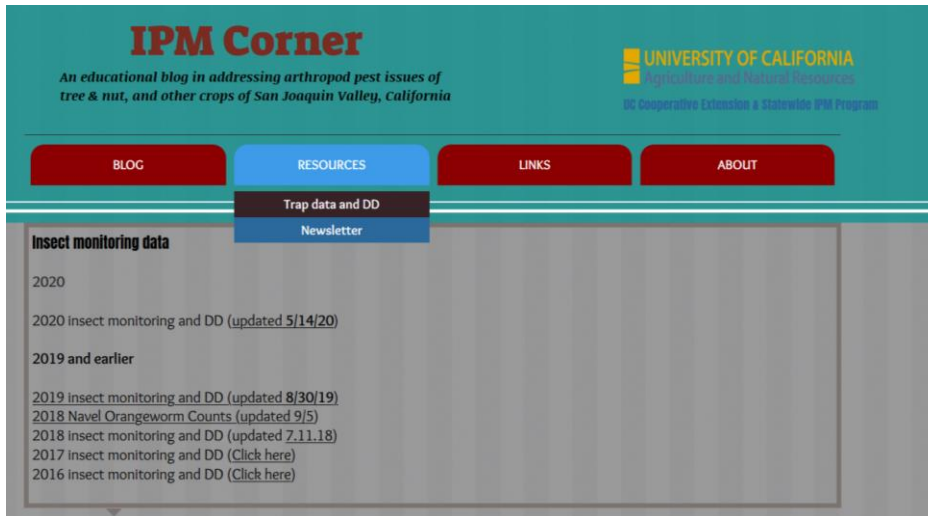 IPM Corner
An educational blog in addressing arthropod pest issues of
tree & nut, and other crops of San Joaquin Valley, California
UNIVERSITY OF CALIFORNIA
Agriculture and Natural Resources
UC Cooperative Extension & Statewide IPM Program
BLOG
RESOURCES
LINKS
ABOUT
Trap data and DD
Newsletter
Insect monitoring data
2020
2020 insect monitoring and DD (updated 5/14/20)
2019 and earlier
2019 insect monitoring and DD (updated 8/30/19)
2018 Navel Orangeworm Counts (updated 9/5)
2018 insect monitoring and DD (updated 7.11.18)
2017 insect monitoring and DD (Click here)
2016 insect monitoring and DD (Click here)